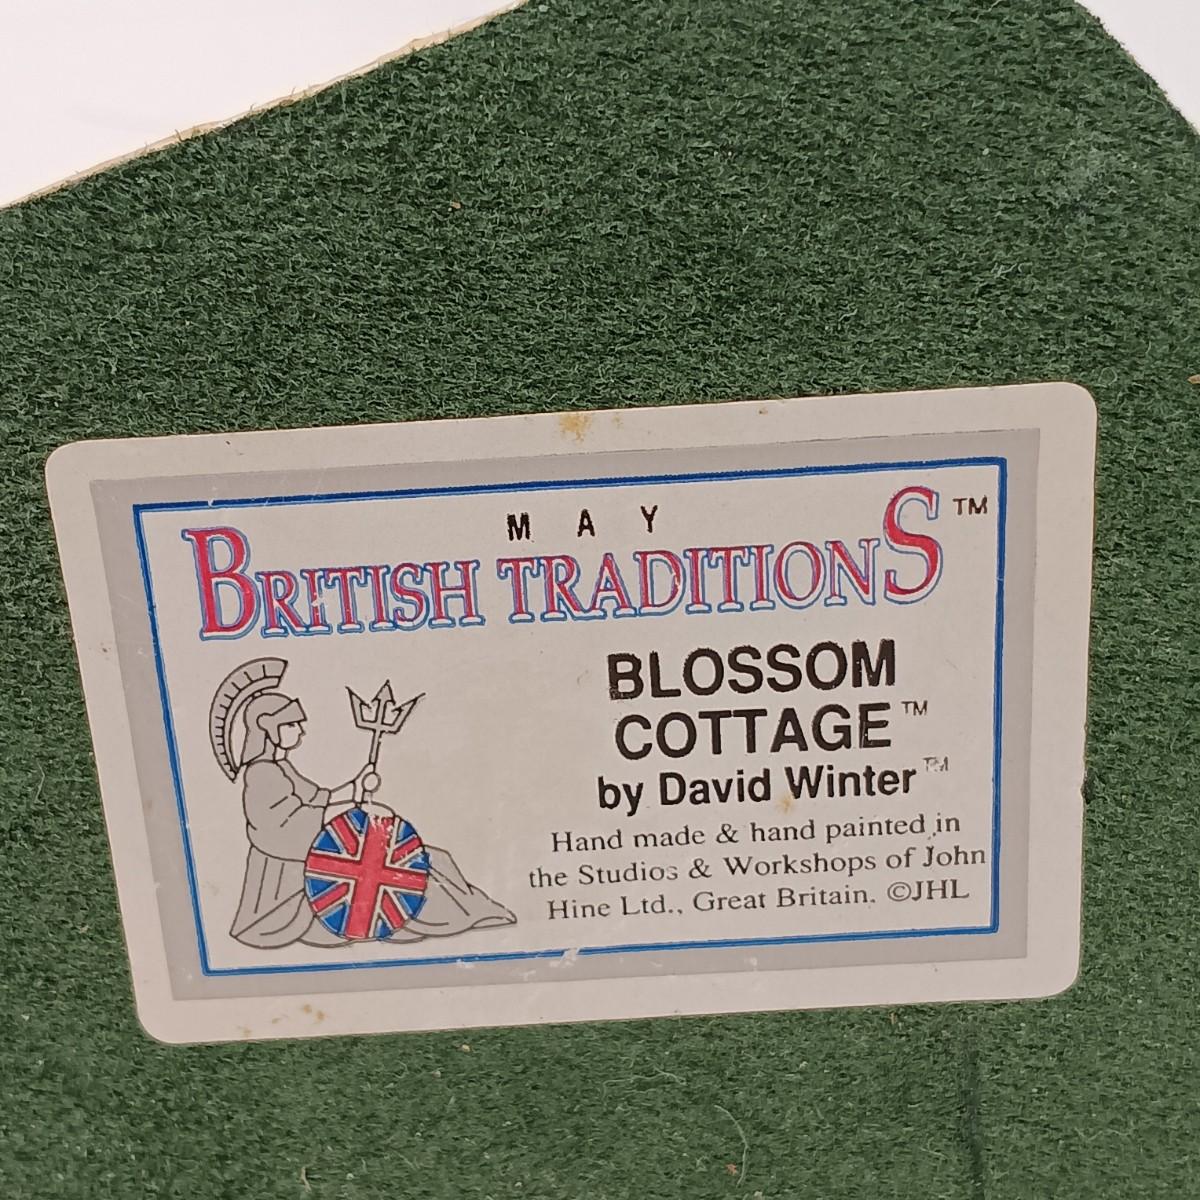 MAY
BRITISH TRADITIONS™
BLOSSOM
COTTAGE™
by David Winter™
Hand made & hand painted in
the Studios & Workshops of John
Hine Ltd., Great Britain. ©JHL